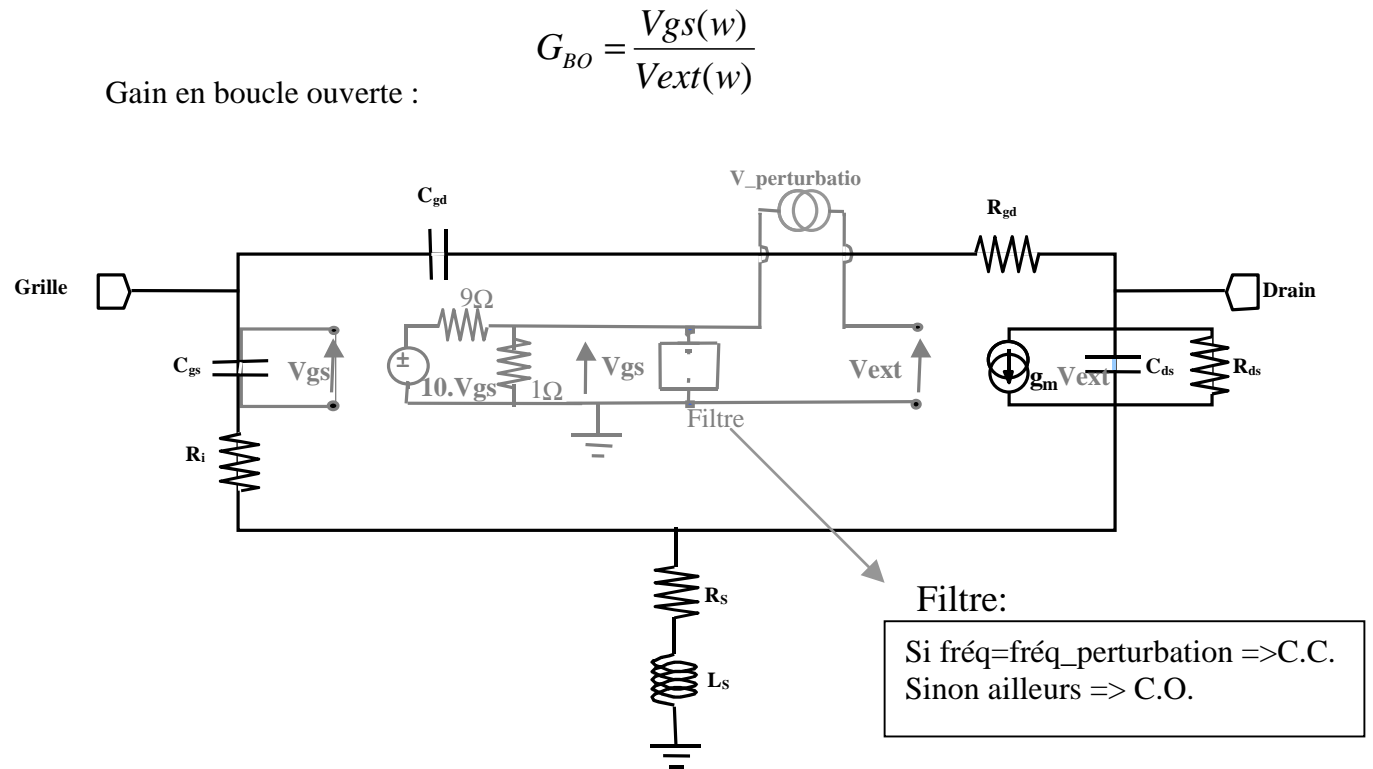 G_BO = Vgs(w) / Vext(w)
Gain en boucle ouverte :
V_perturbatio
C_gd
R_gd
Grille
Drain
9Ω
C_gs
Vgs
±
10.Vgs
1Ω
Vgs
Vext
g_m Vext
C_ds
R_ds
Filtre
R_i
R_S
L_S
Filtre:
Si fréq=fréq_perturbation =>C.C.
Sinon ailleurs => C.O.